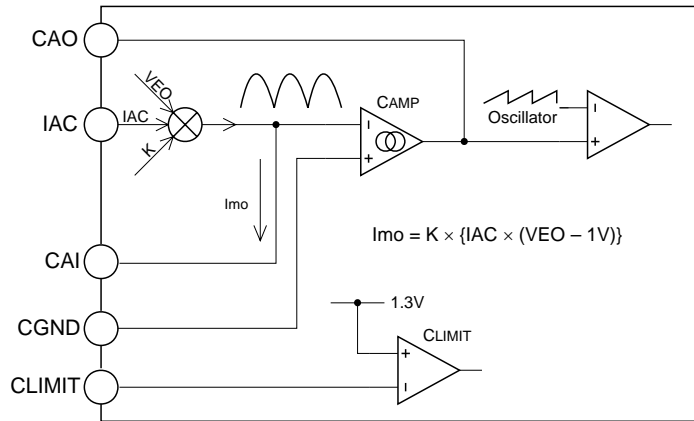 CAO
VEO
CAMP
IAC
IAC
K
–
+
Oscillator
–
+
Imo
Imo = K × {IAC × (VEO – 1V)}
CAI
1.3V
CGND
CLIMIT
+
–
CLIMIT